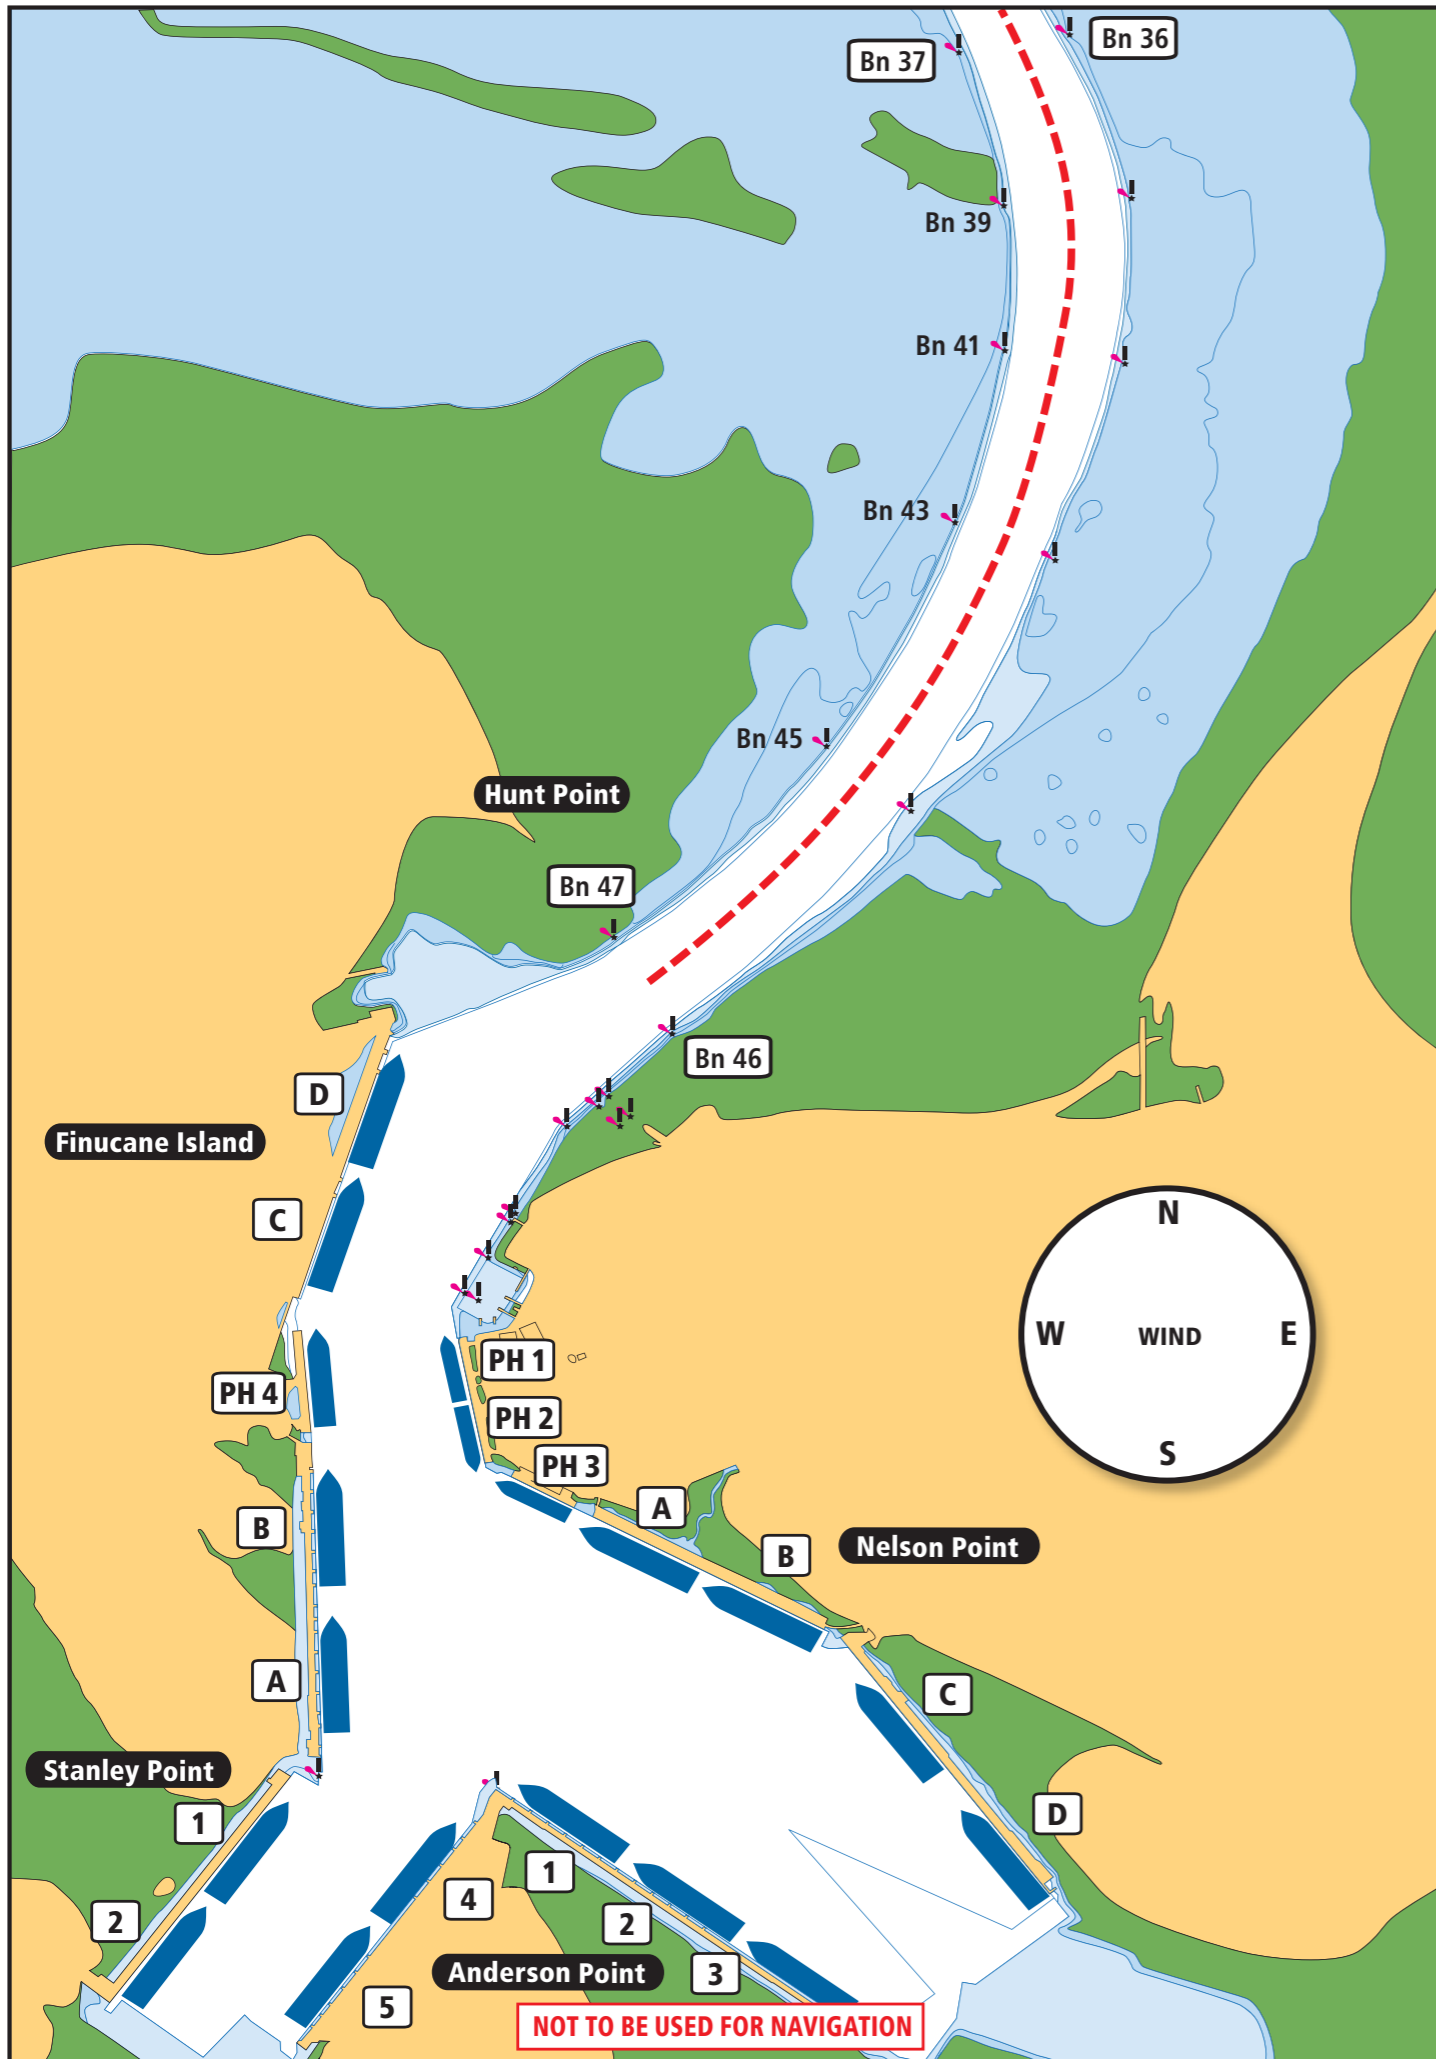 Bn 36
Bn 37
Bn 39
Bn 41
Bn 43
Bn 45
Hunt Point
Bn 47
Bn 46
D
Finucane Island
C
N
W WIND E
S
PH 1
PH 4
PH 2
PH 3
A
B
B
Nelson Point
A
C
Stanley Point
1
D
1
4
2
2
Anderson Point
3
5
NOT TO BE USED FOR NAVIGATION